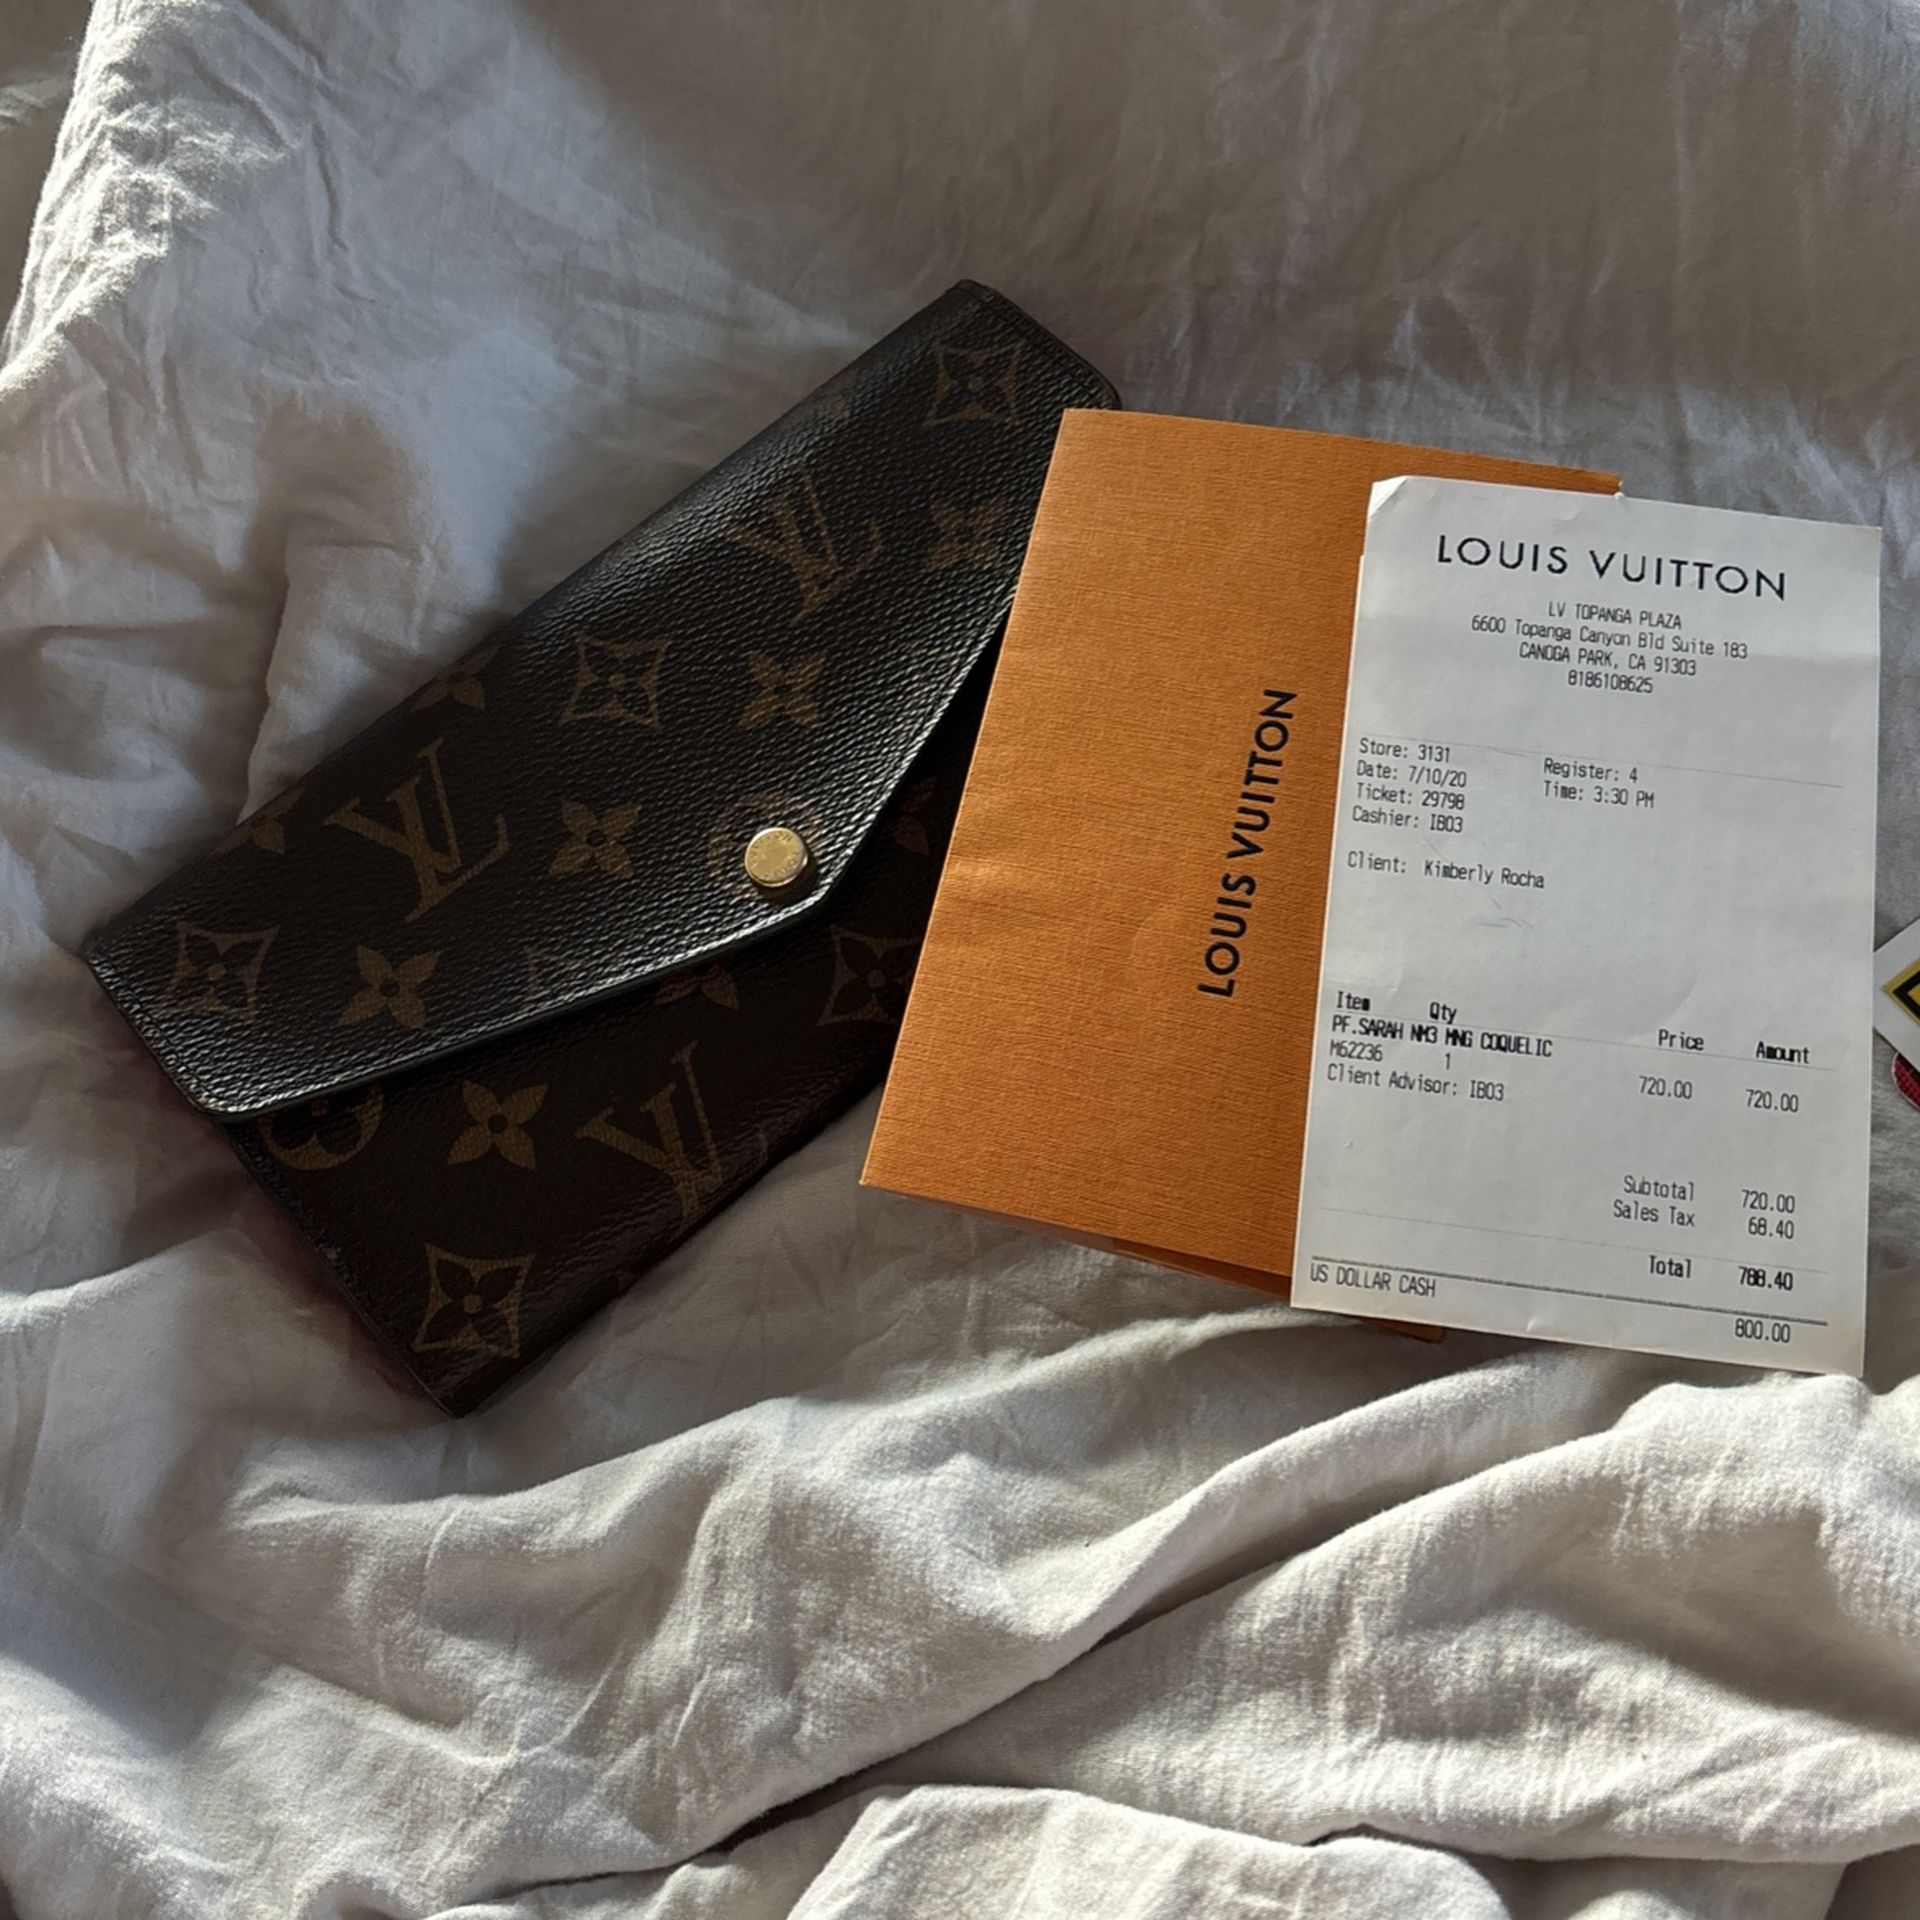 LOUIS VUITTON
LOUIS VUITTON
LV TOPANGA PLAZA
6600 Topanga Canyon Bld Suite 183
CANOGA PARK, CA 91303
8186108625
Store: 3131 Register: 4
Date: 7/10/20 Time: 3:30 PM
Ticket: 29798
Cashier: IB03
Client: Kimberly Rocha
Item Qty Price Amount
PF.SARAH NM3 MNG COQUELIC
M62236 1 720.00 720.00
Client Advisor: IB03
Subtotal 720.00
Sales Tax 68.40
Total 788.40
US DOLLAR CASH 800.00
LV
LV
LV